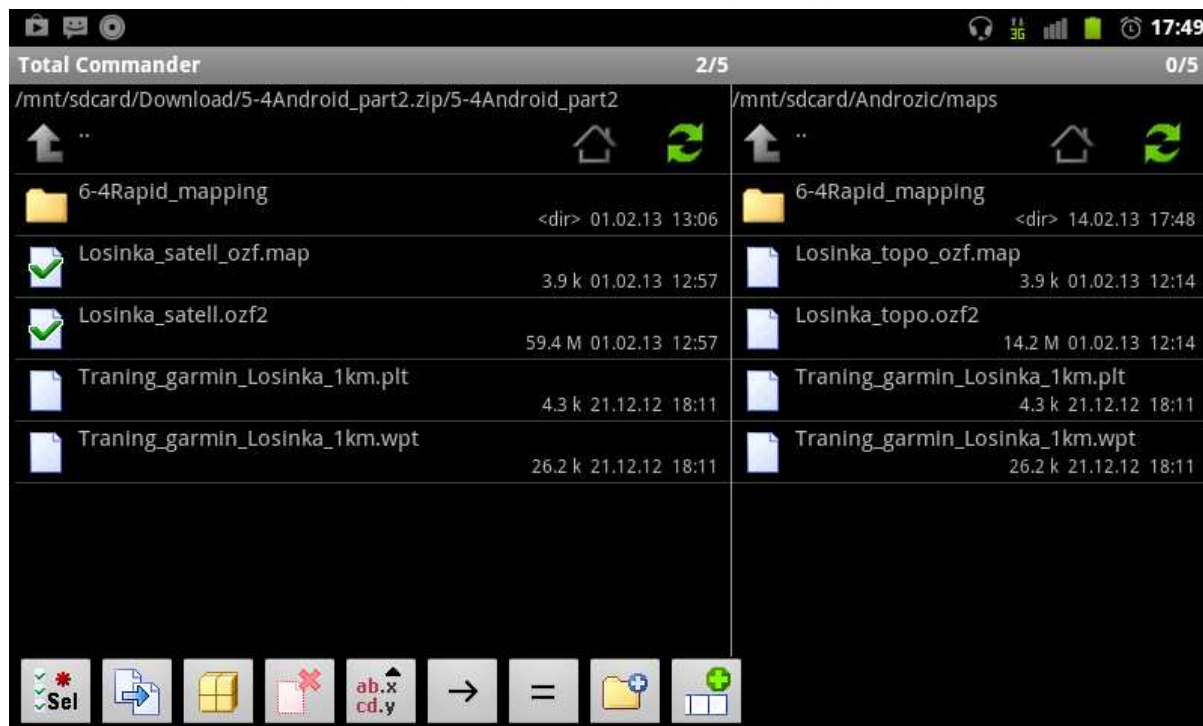 3G 17:49
Total Commander 2/5 0/5
/mnt/sdcard/Download/5-4Android_part2.zip/5-4Android_part2
..
6-4Rapid_mapping
<dir> 01.02.13 13:06
Losinka_satell_ozf.map
3.9 k 01.02.13 12:57
Losinka_satell.ozf2
59.4 M 01.02.13 12:57
Traning_garmin_Losinka_1km.plt
4.3 k 21.12.12 18:11
Traning_garmin_Losinka_1km.wpt
26.2 k 21.12.12 18:11
/mnt/sdcard/Androzic/maps
..
6-4Rapid_mapping
<dir> 14.02.13 17:48
Losinka_topo_ozf.map
3.9 k 01.02.13 12:14
Losinka_topo.ozf2
14.2 M 01.02.13 12:14
Traning_garmin_Losinka_1km.plt
4.3 k 21.12.12 18:11
Traning_garmin_Losinka_1km.wpt
26.2 k 21.12.12 18:11
Sel
ab.x
cd.y
→
=